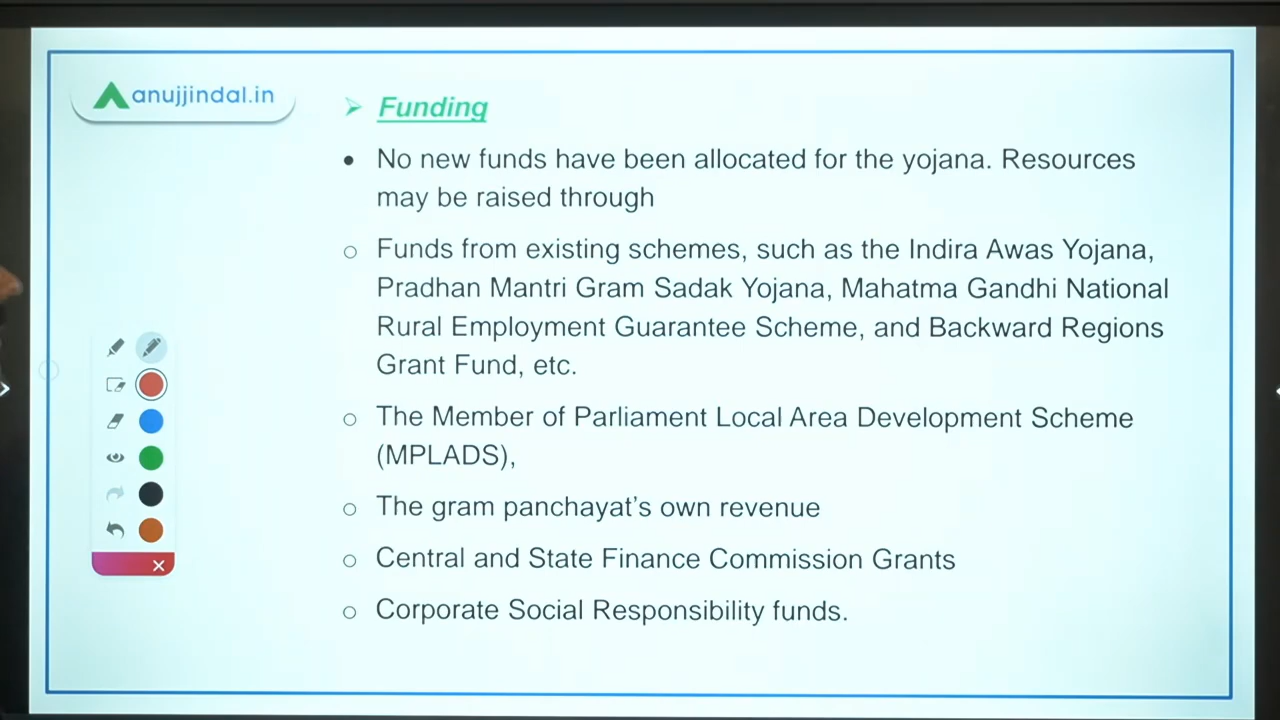 anujjindal.in
➢ Funding
• No new funds have been allocated for the yojana. Resources
may be raised through
○ Funds from existing schemes, such as the Indira Awas Yojana,
Pradhan Mantri Gram Sadak Yojana, Mahatma Gandhi National
Rural Employment Guarantee Scheme, and Backward Regions
Grant Fund, etc.
○ The Member of Parliament Local Area Development Scheme
(MPLADS),
○ The gram panchayat’s own revenue
○ Central and State Finance Commission Grants
○ Corporate Social Responsibility funds.